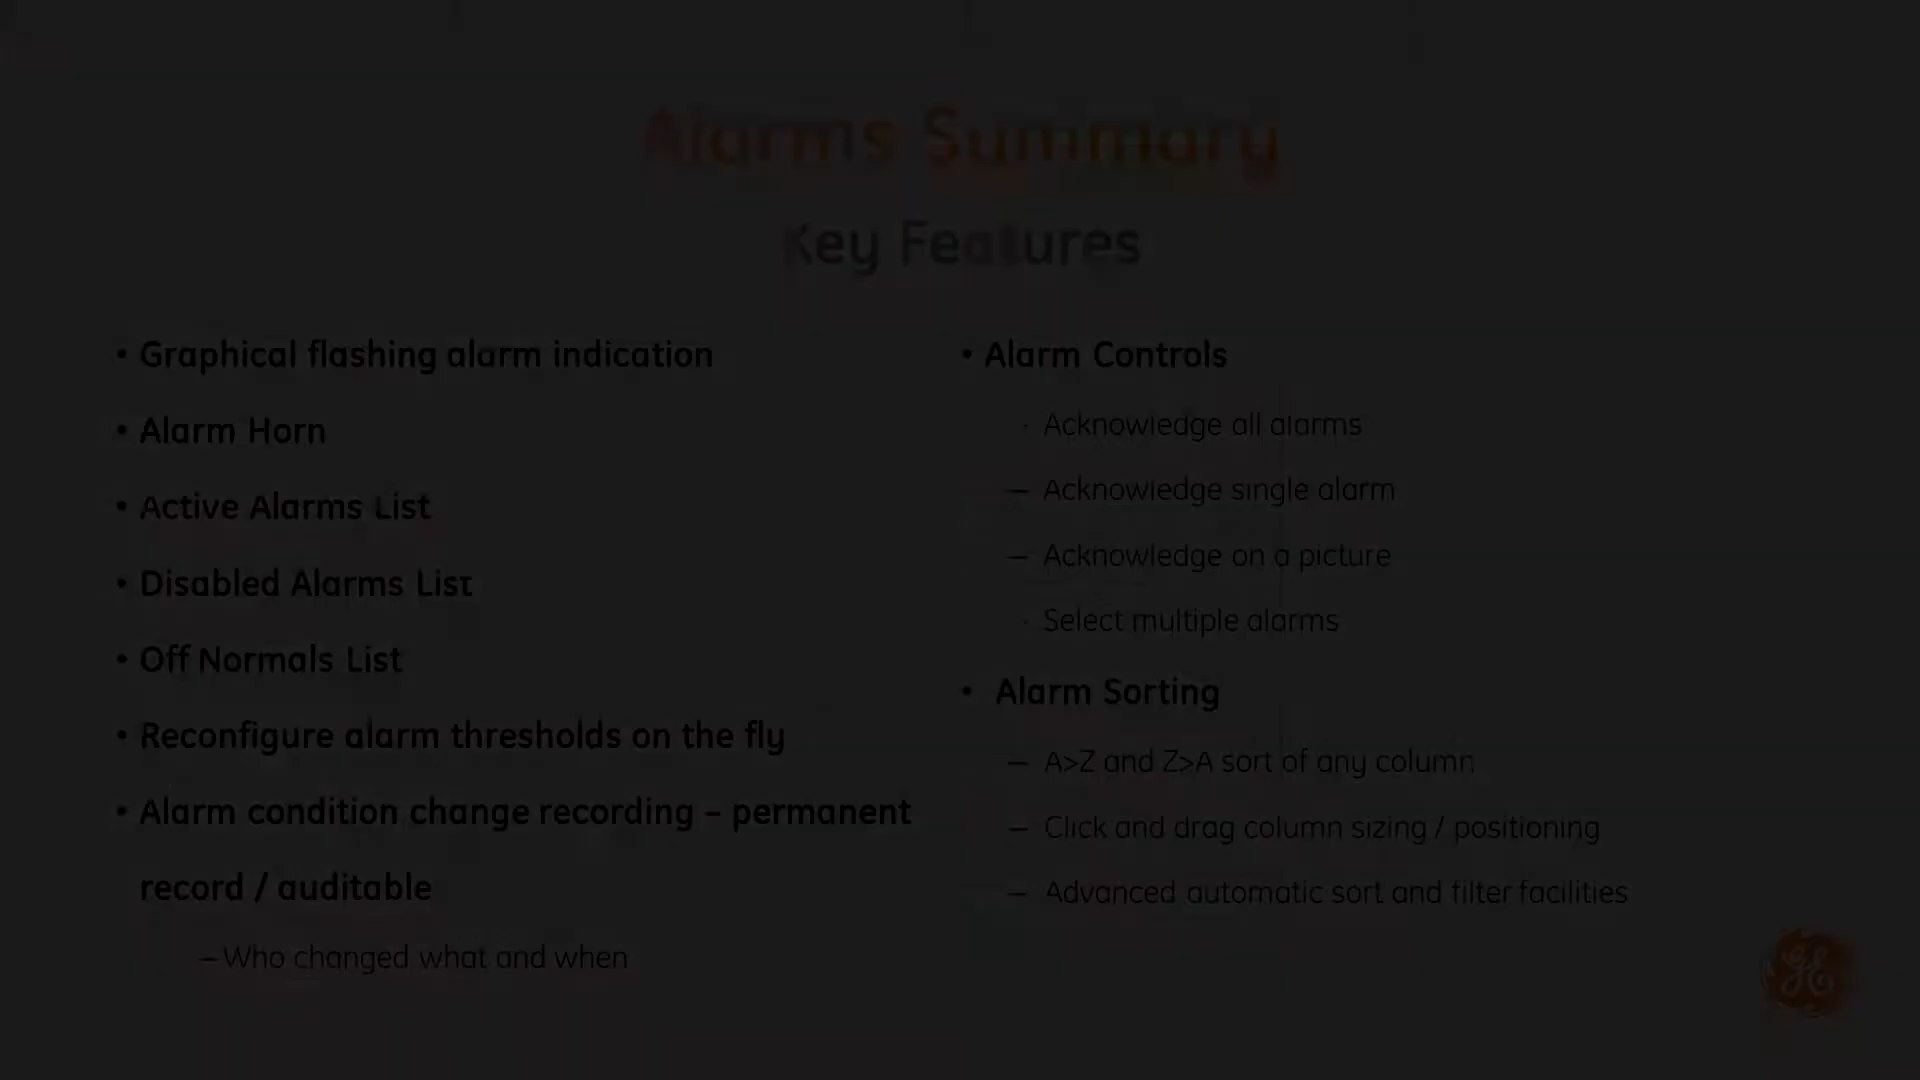 Alarms Summary
Key Features
• Graphical flashing alarm indication
• Alarm Horn
• Active Alarms List
• Disabled Alarms List
• Off Normals List
• Reconfigure alarm thresholds on the fly
• Alarm condition change recording – permanent
record / auditable
– Who changed what and when
• Alarm Controls
– Acknowledge all alarms
– Acknowledge single alarm
– Acknowledge on a picture
– Select multiple alarms
• Alarm Sorting
– A>Z and Z>A sort of any column
– Click and drag column sizing / positioning
– Advanced automatic sort and filter facilities
GE